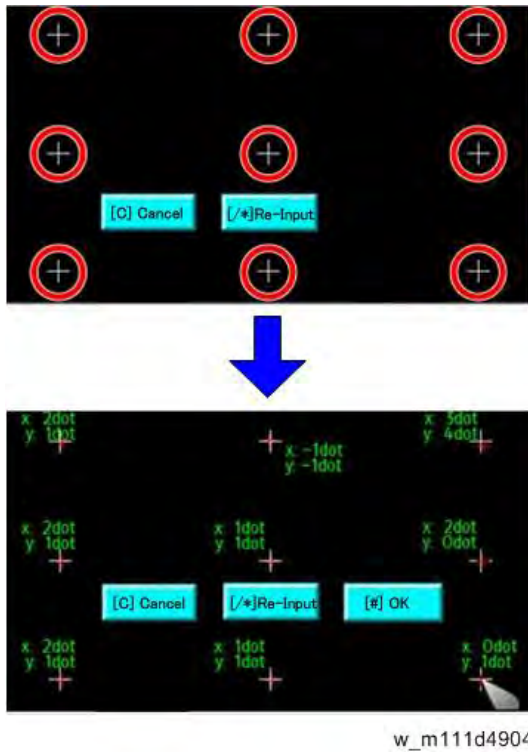 [C] Cancel
[/*]Re-Input
x: 2dot
y: 1dot
x: -1dot
y: -1dot
x: 3dot
y: 4dot
x: 2dot
y: 1dot
x: 1dot
y: 1dot
x: 2dot
y: 0dot
[C] Cancel
[/*]Re-Input
[#] OK
x: 2dot
y: 1dot
x: 1dot
y: 1dot
x: 0dot
y: 1dot
w_m111d4904